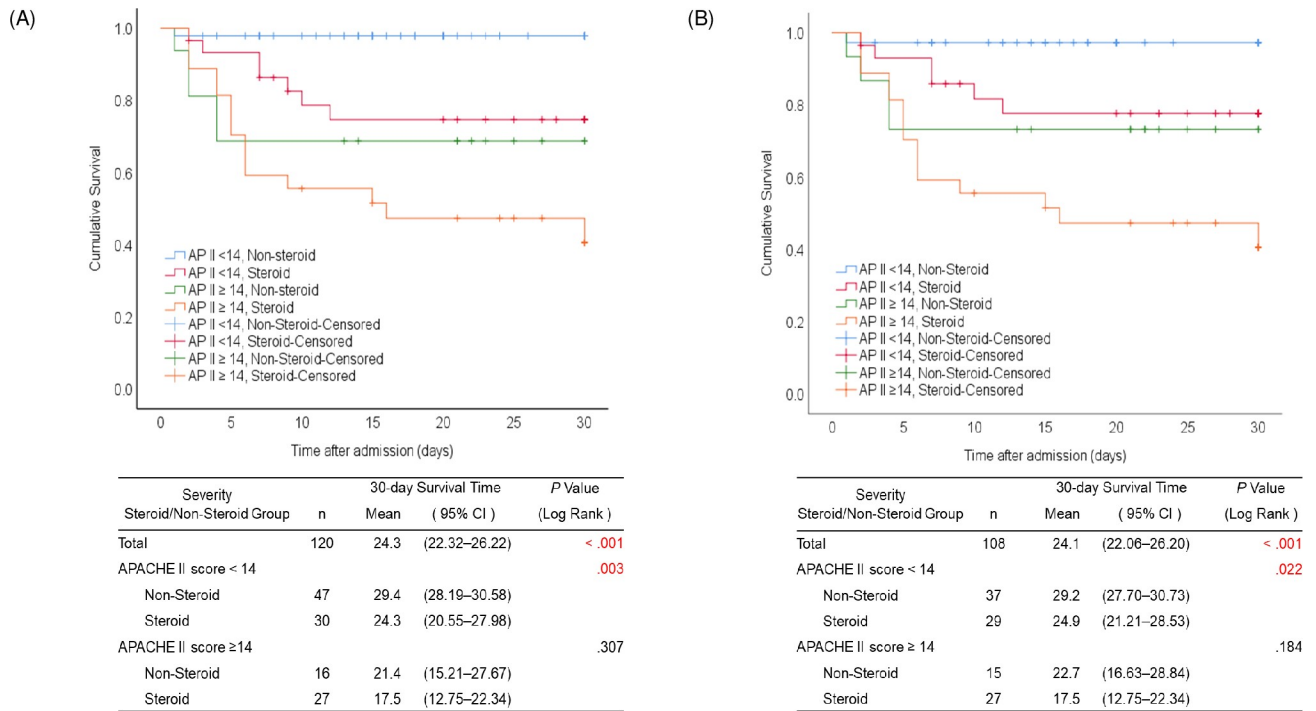 (A)
1.0
0.8
0.6
0.4
0.2
0.0
Cumulative Survival
AP II <14, Non-steroid
AP II <14, Steroid
AP II ≥ 14, Non-steroid
AP II ≥ 14, Steroid
AP II <14, Non-Steroid-Censored
AP II <14, Steroid-Censored
AP II ≥ 14, Non-Steroid-Censored
AP II ≥ 14, Steroid-Censored
0 5 10 15 20 25 30
Time after admission (days)
Severity 30-day Survival Time P Value
Steroid/Non-Steroid Group n Mean ( 95% CI ) (Log Rank )
Total 120 24.3 (22.32–26.22) < .001
APACHE II score < 14 .003
Non-Steroid 47 29.4 (28.19–30.58)
Steroid 30 24.3 (20.55–27.98)
APACHE II score ≥14 .307
Non-Steroid 16 21.4 (15.21–27.67)
Steroid 27 17.5 (12.75–22.34)
(B)
1.0
0.8
0.6
0.4
0.2
0.0
Cumulative Survival
AP II <14, Non-Steroid
AP II <14, Steroid
AP II ≥ 14, Non-Steroid
AP II ≥ 14, Steroid
AP II <14, Non-Steroid-Censored
AP II <14, Steroid-Censored
AP II ≥14, Non-Steroid-Censored
AP II ≥14, Steroid-Censored
0 5 10 15 20 25 30
Time after admission (days)
Severity 30-day Survival Time P Value
Steroid/Non-Steroid Group n Mean ( 95% CI ) (Log Rank )
Total 108 24.1 (22.06–26.20) < .001
APACHE II score < 14 .022
Non-Steroid 37 29.2 (27.70–30.73)
Steroid 29 24.9 (21.21–28.53)
APACHE II score ≥ 14 .184
Non-Steroid 15 22.7 (16.63–28.84)
Steroid 27 17.5 (12.75–22.34)